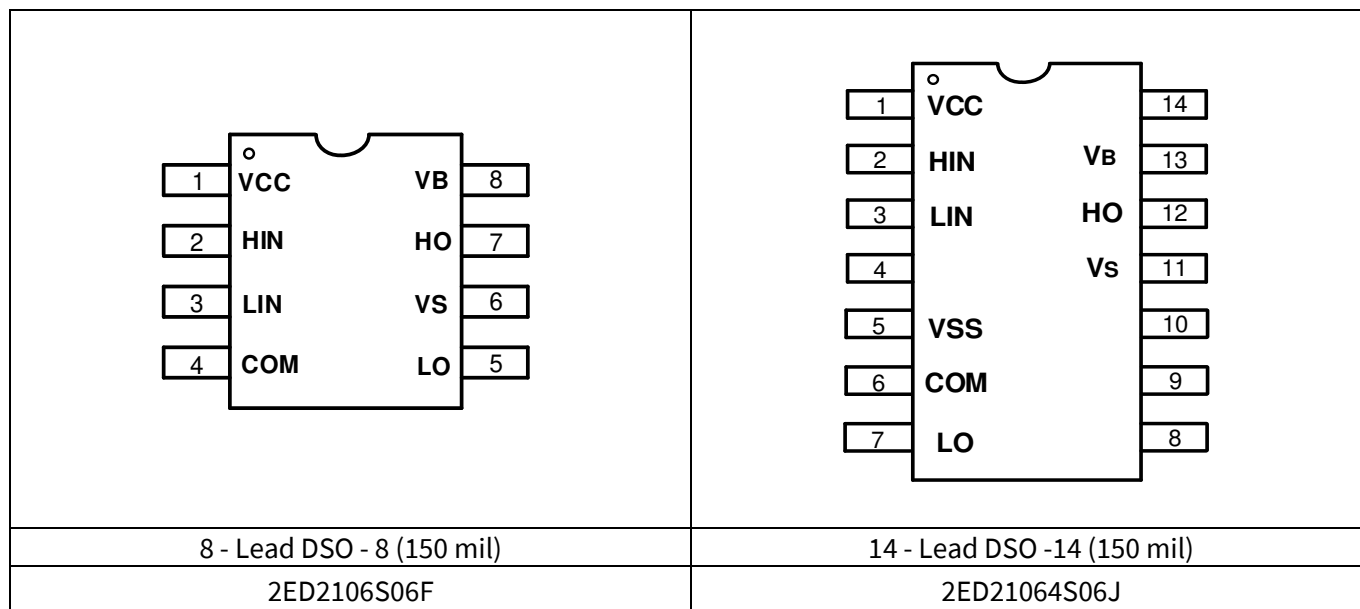 1 VCC VB 8
2 HIN HO 7
3 LIN VS 6
4 COM LO 5
8 - Lead DSO - 8 (150 mil)
2ED2106S06F
1 VCC 14
2 HIN VB 13
3 LIN HO 12
4 VS 11
5 VSS 10
6 COM 9
7 LO 8
14 - Lead DSO -14 (150 mil)
2ED21064S06J